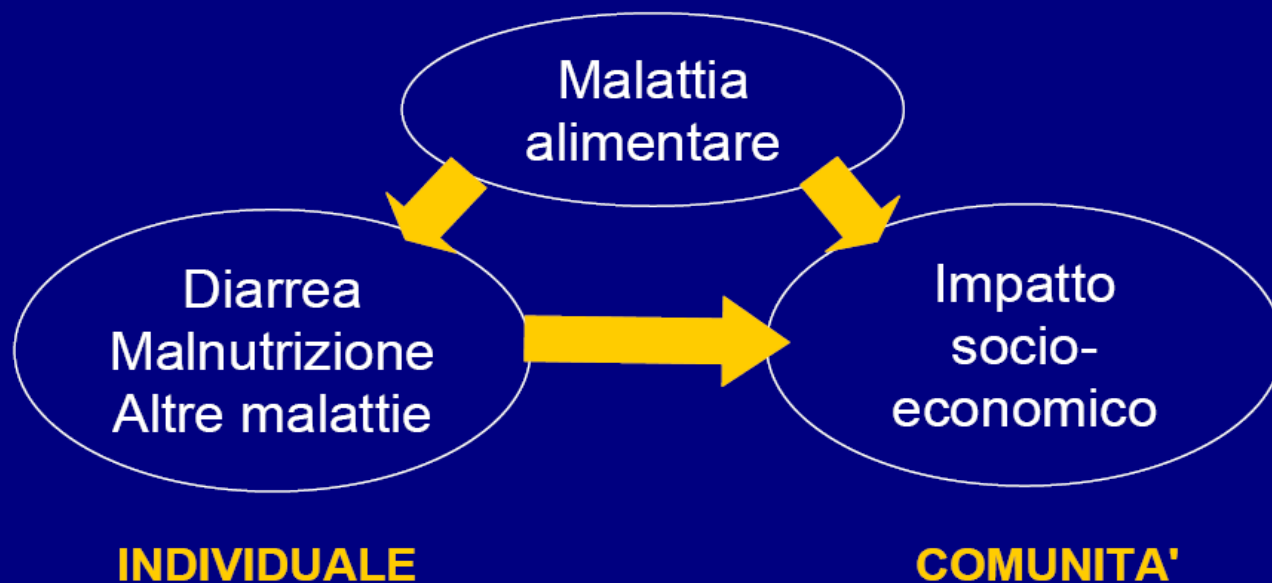 Malattia
alimentare
Diarrea
Malnutrizione
Altre malattie
Impatto
socio-
economico
INDIVIDUALE
COMUNITA'